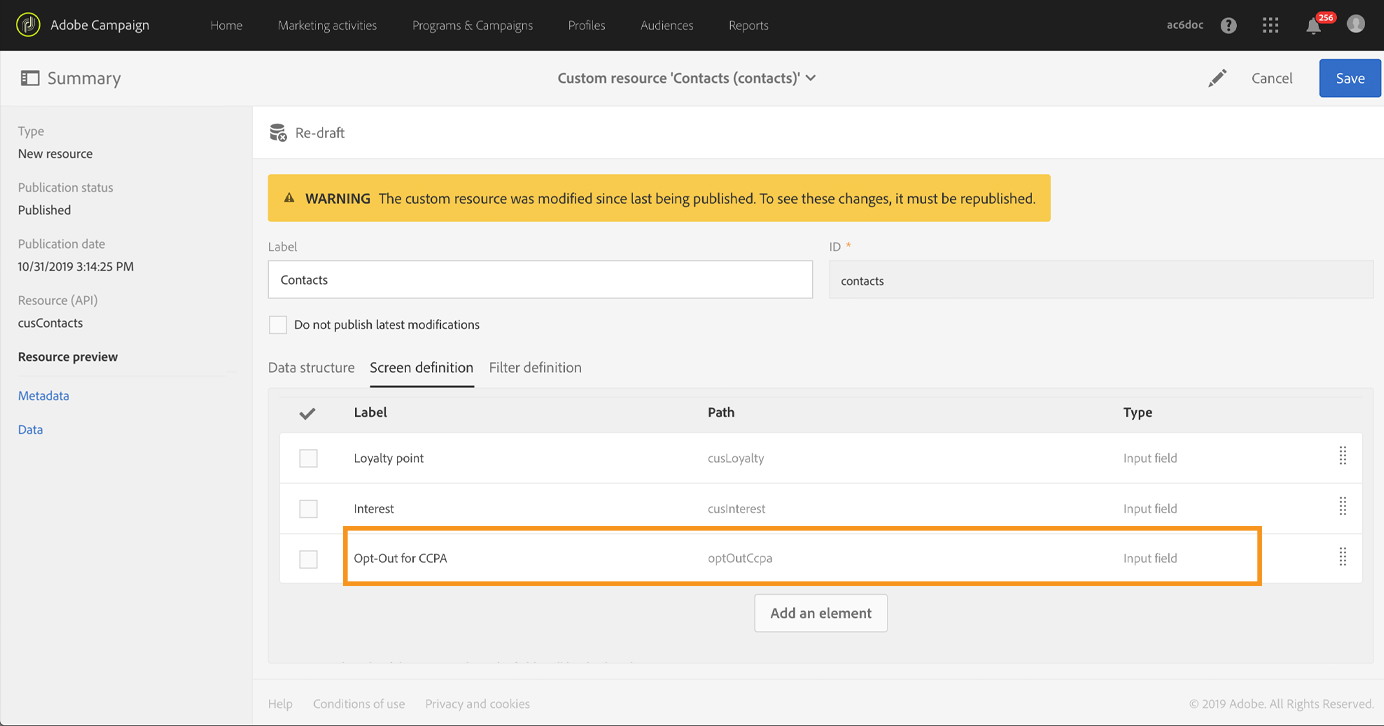 Adobe Campaign Home Marketing activities Programs & Campaigns Profiles Audiences Reports ac6doc ? 256
Summary Custom resource 'Contacts (contacts)' Cancel Save
Type
New resource
Publication status
Published
Publication date
10/31/2019 3:14:25 PM
Resource (API)
cusContacts
Resource preview
Metadata
Data
Re-draft
WARNING The custom resource was modified since last being published. To see these changes, it must be republished.
Label ID *
Contacts contacts
Do not publish latest modifications
Data structure Screen definition Filter definition
Label Path Type
Loyalty point cusLoyalty Input field
Interest cusInterest Input field
Opt-Out for CCPA optOutCcpa Input field
Add an element
Help Conditions of use Privacy and cookies © 2019 Adobe. All Rights Reserved.